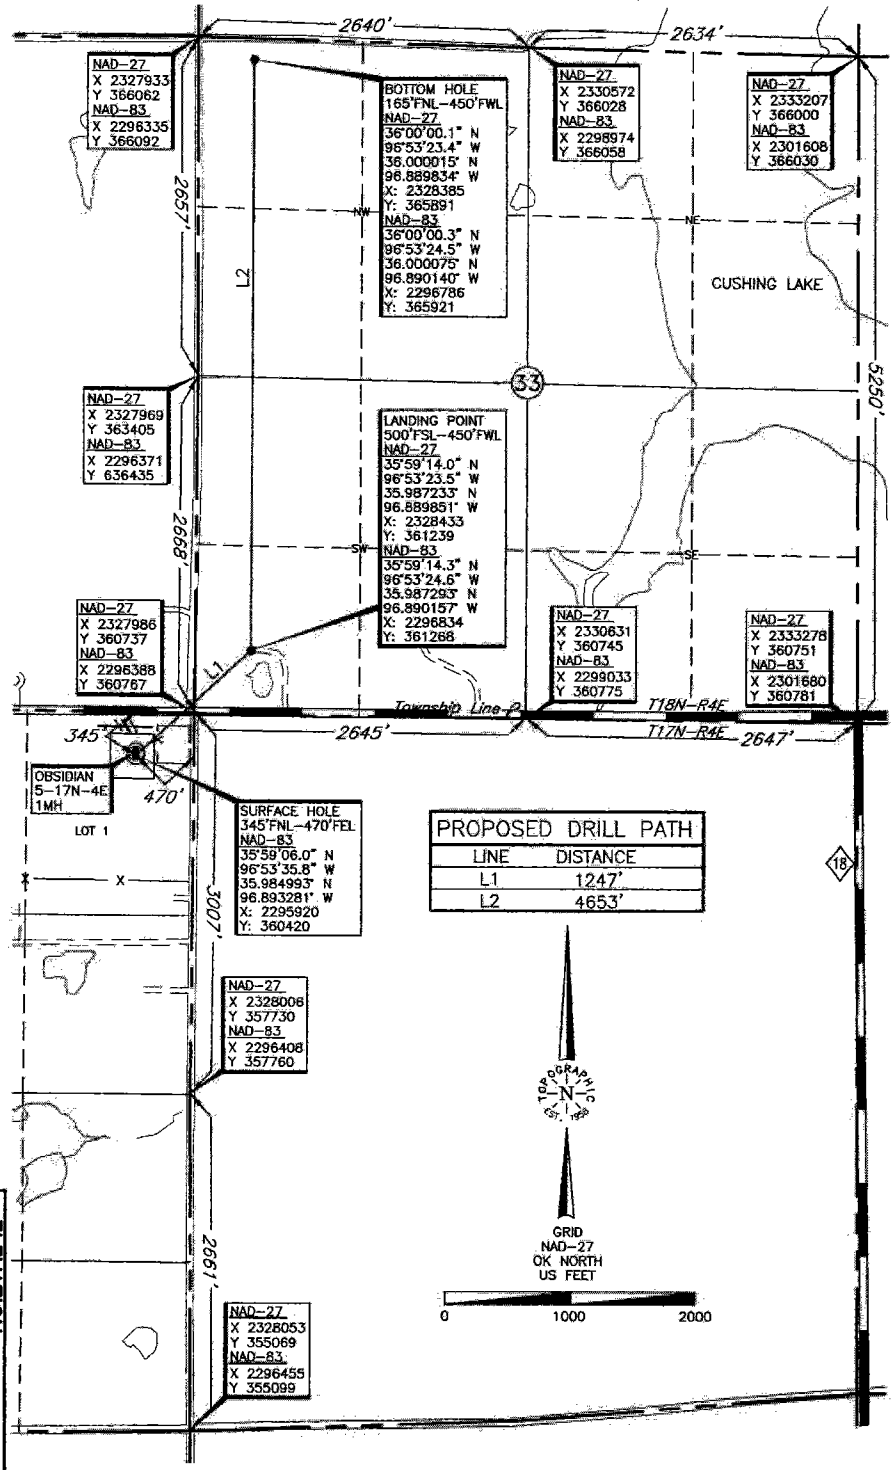 2640'
2634'
NAD-27
X 2327933
Y 366062
NAD-83
X 2296335
Y 366092
BOTTOM HOLE
165'FNL-450'FWL
NAD-27
36°00'00.1" N
96°53'23.4" W
36.000015° N
96.889834° W
X: 2328385
Y: 365891
NAD-83
36°00'00.3" N
96°53'24.5" W
36.000075° N
96.890140° W
X: 2296786
Y: 365921
NAD-27
X 2330572
Y 366028
NAD-83
X 2298974
Y 366058
NAD-27
X 2333207
Y 366000
NAD-83
X 2301608
Y 366030
2657'
NW
NE
L2
CUSHING LAKE
33
5250'
NAD-27
X 2327969
Y 363405
NAD-83
X 2296371
Y 636435
LANDING POINT
500'FSL-450'FWL
NAD-27
35°59'14.0" N
96°53'23.5" W
35.987233° N
96.889851° W
X: 2328433
Y: 361239
NAD-83
35°59'14.3" N
96°53'24.6" W
35.987293° N
96.890157° W
X: 2296834
Y: 361268
2668'
SW
SE
NAD-27
X 2327986
Y 360737
NAD-83
X 2296388
Y 360767
L1
NAD-27
X 2330631
Y 360745
NAD-83
X 2299033
Y 360775
NAD-27
X 2333278
Y 360751
NAD-83
X 2301680
Y 360781
Township Line
T18N-R4E
T17N-R4E
345'
2645'
2647'
OBSIDIAN
5-17N-4E
1MH
470'
LOT 1
SURFACE HOLE
345'FNL-470'FEL
NAD-83
35°59'06.0" N
96°53'35.8" W
35.984993° N
96.893281° W
X: 2295920
Y: 360420
PROPOSED DRILL PATH
LINE DISTANCE
L1 1247'
L2 4653'
18
X X
3007'
NAD-27
X 2328008
Y 357730
NAD-83
X 2296408
Y 357760
TOPOGRAPHIC
N
EST. 1958
GRID
NAD-27
OK NORTH
US FEET
0 1000 2000
2661'
NAD-27
X 2328053
Y 355069
NAD-83
X 2296455
Y 355099